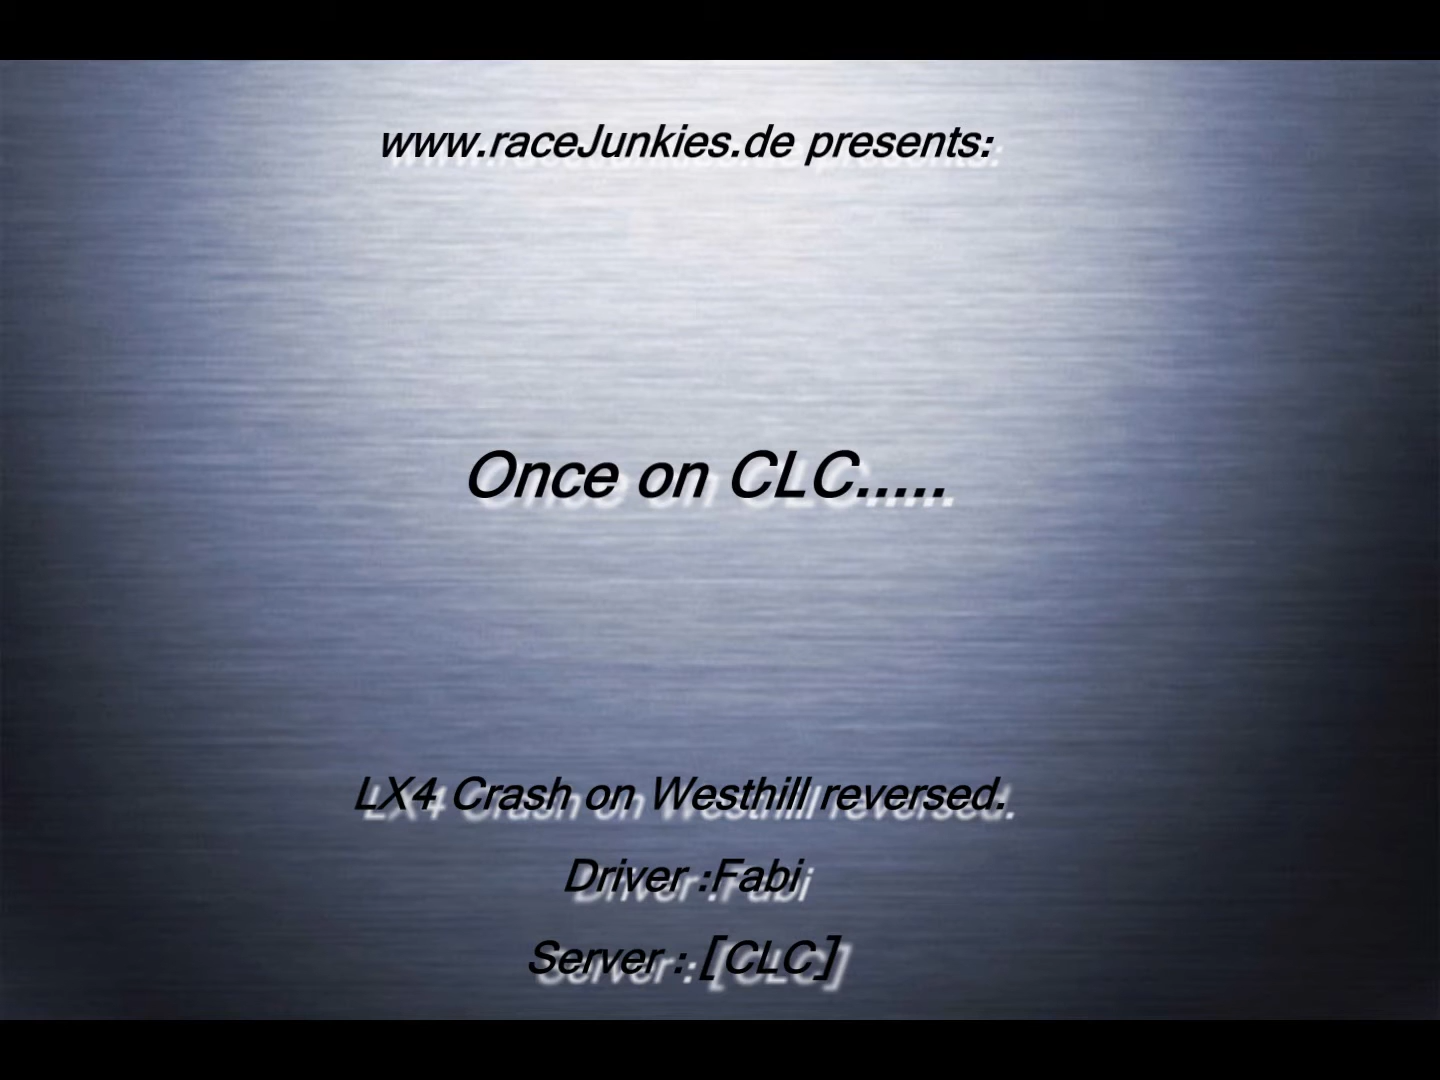 www.raceJunkies.de presents:
Once on CLC.....
LX4 Crash on Westhill reversed.
Driver :Fabi
Server : [CLC]